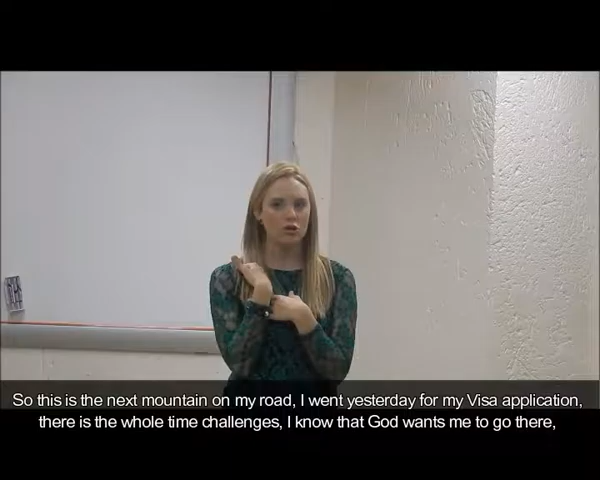 So this is the next mountain on my road, I went yesterday for my Visa application,
there is the whole time challenges, I know that God wants me to go there,